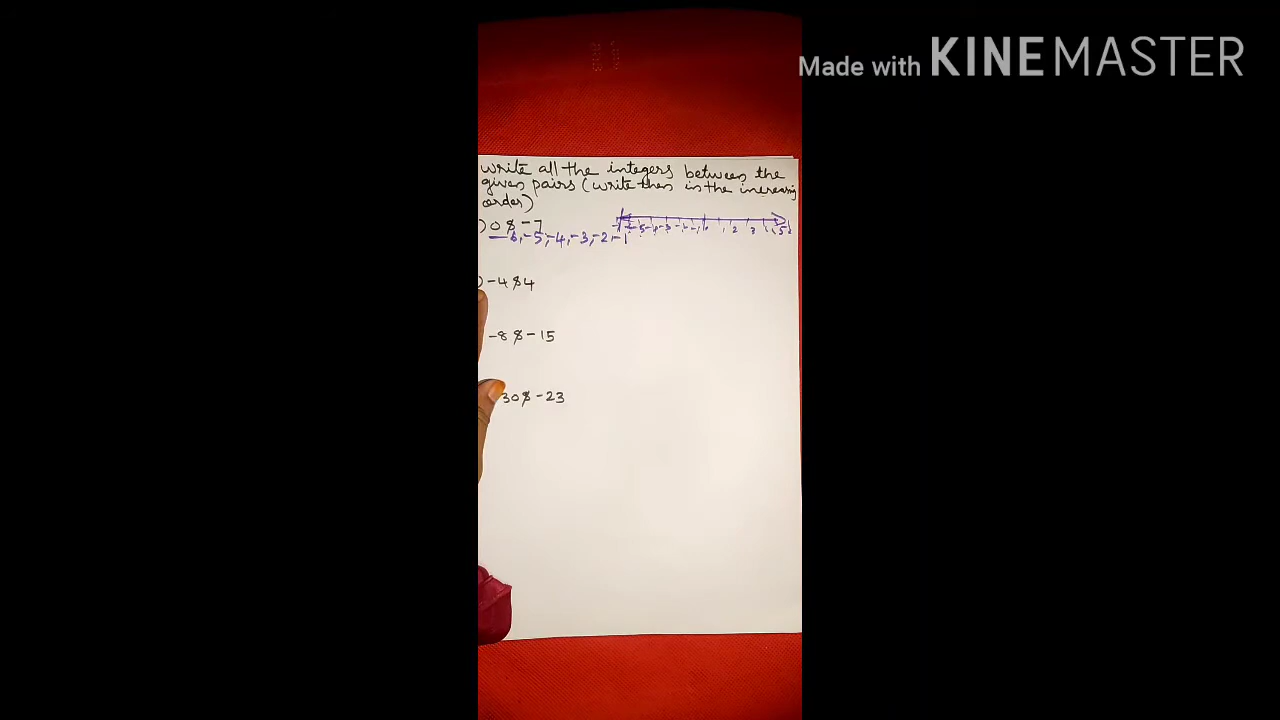 Made with KINEMASTER
write all the integers between the
given pairs (write then in the increasing
order)
) 0 & -7
-6, -5, -4, -3, -2, -1
) -4 & 4
-8 & -15
30 & -23